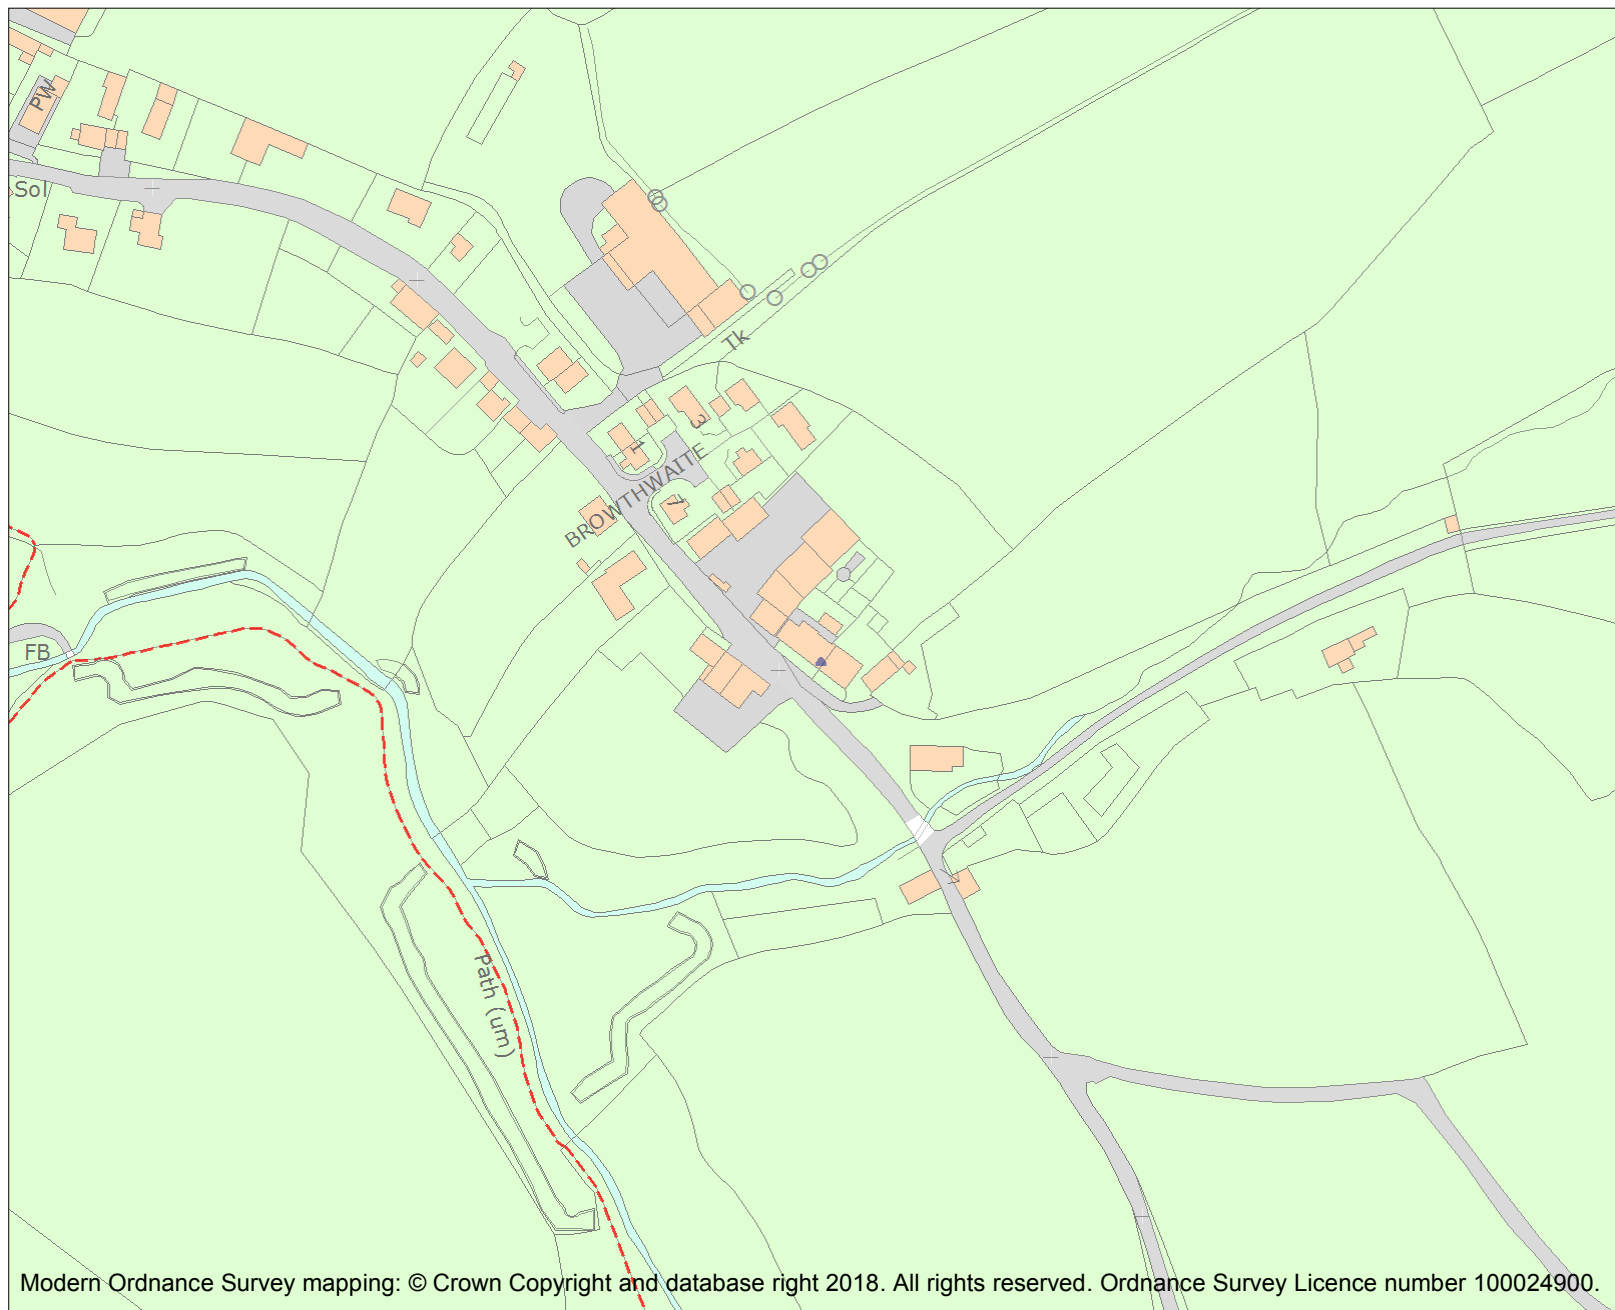 PW
Sol
Tk
3
1
BROWTHWAITE
7
FB
Path (um)
Modern Ordnance Survey mapping: © Crown Copyright and database right 2018. All rights reserved. Ordnance Survey Licence number 100024900.